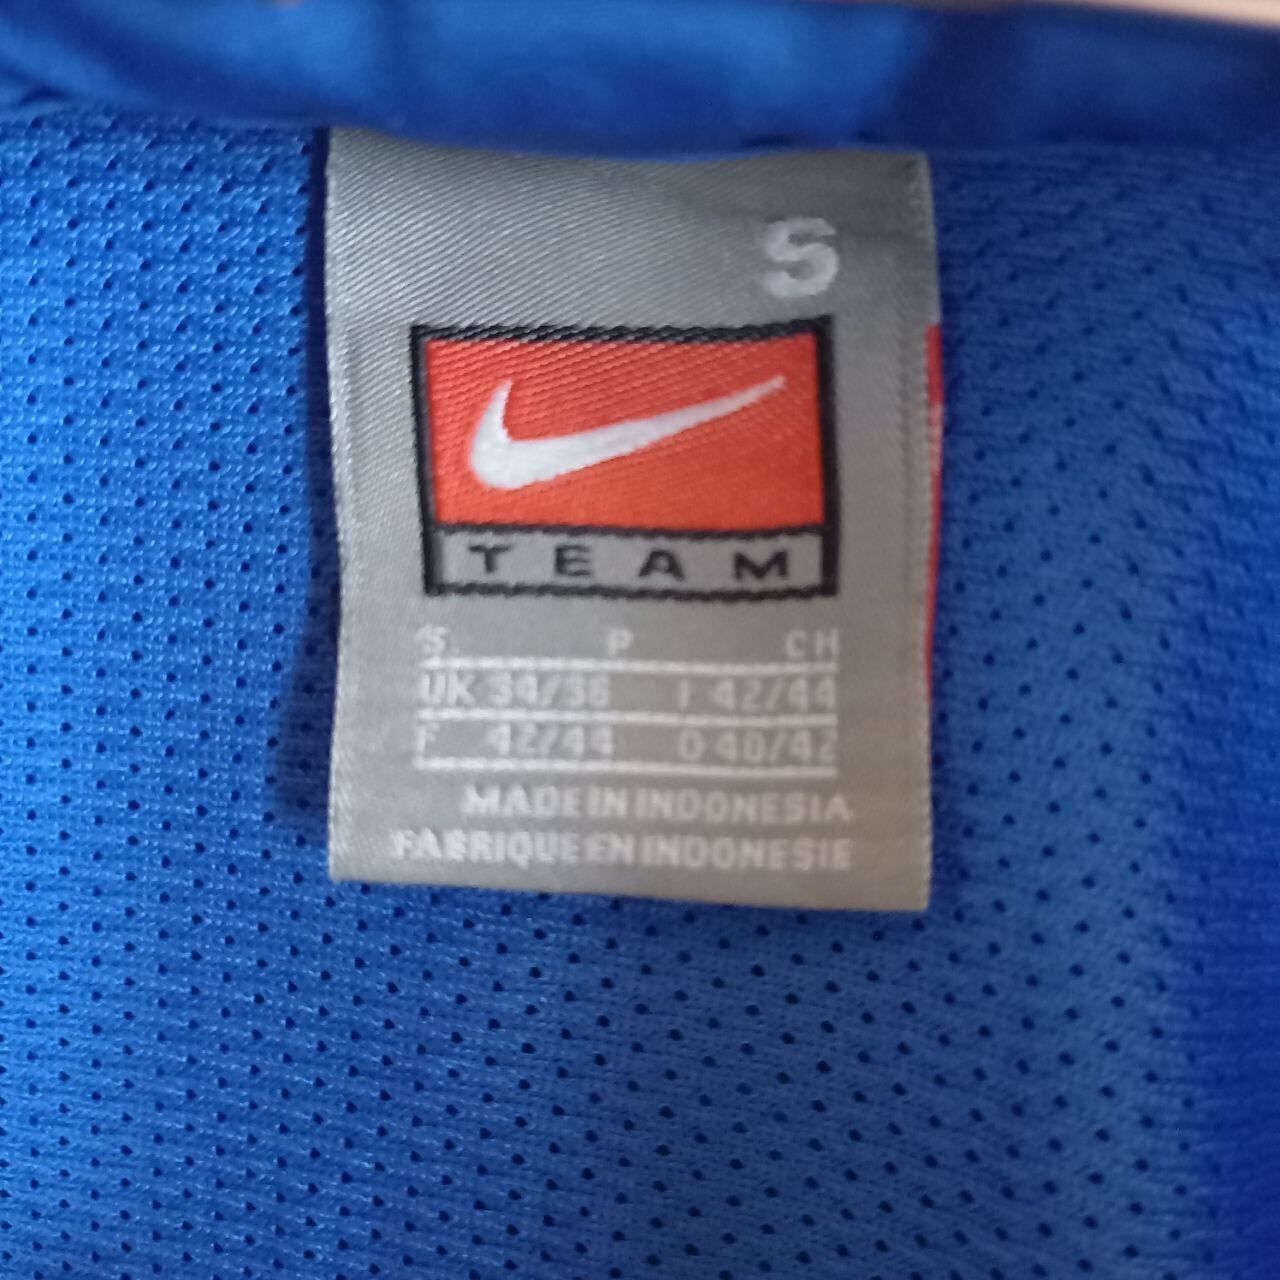 S
TEAM
S. P CH
UK 34/36 I 42/44
F 42/44 D 40/42
MADE IN INDONESIA
FABRIQUE EN INDONESIE